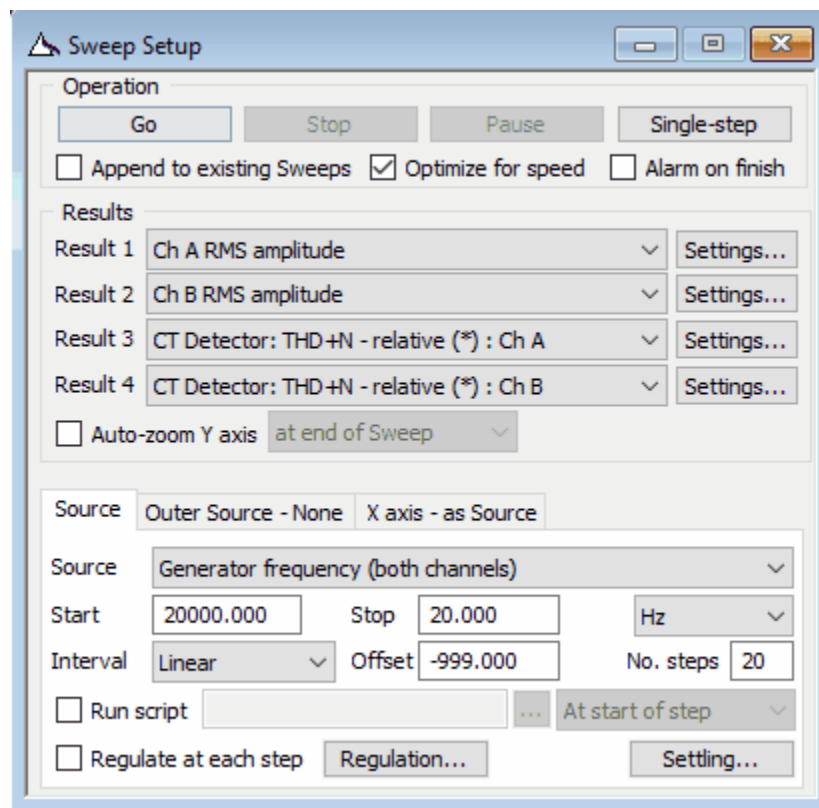 Sweep Setup
Operation
Go Stop Pause Single-step
Append to existing Sweeps Optimize for speed Alarm on finish
Results
Result 1 Ch A RMS amplitude Settings...
Result 2 Ch B RMS amplitude Settings...
Result 3 CT Detector: THD+N - relative (*) : Ch A Settings...
Result 4 CT Detector: THD+N - relative (*) : Ch B Settings...
Auto-zoom Y axis at end of Sweep
Source Outer Source - None X axis - as Source
Source Generator frequency (both channels)
Start 20000.000 Stop 20.000 Hz
Interval Linear Offset -999.000 No. steps 20
Run script ... At start of step
Regulate at each step Regulation... Settling...